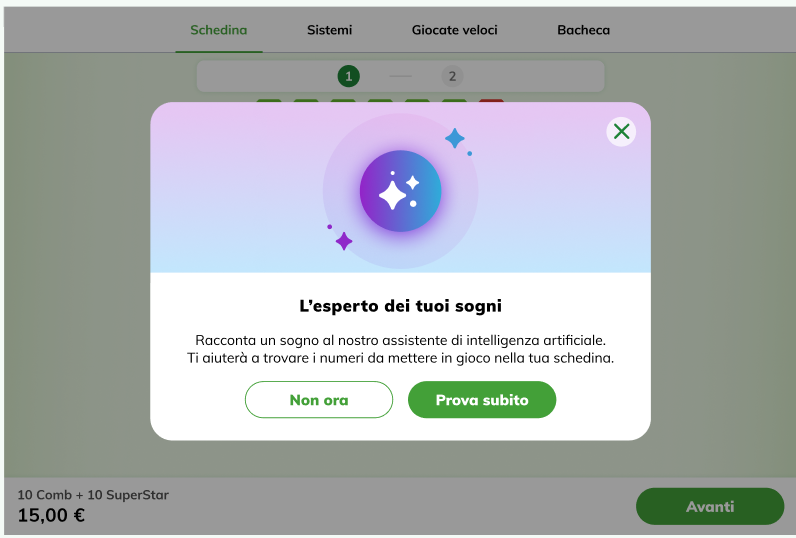 Schedina Sistemi Giocate veloci Bacheca
1 2
L'esperto dei tuoi sogni
Racconta un sogno al nostro assistente di intelligenza artificiale.
Ti aiuterà a trovare i numeri da mettere in gioco nella tua schedina.
Non ora Prova subito
10 Comb + 10 SuperStar
15,00 €
Avanti